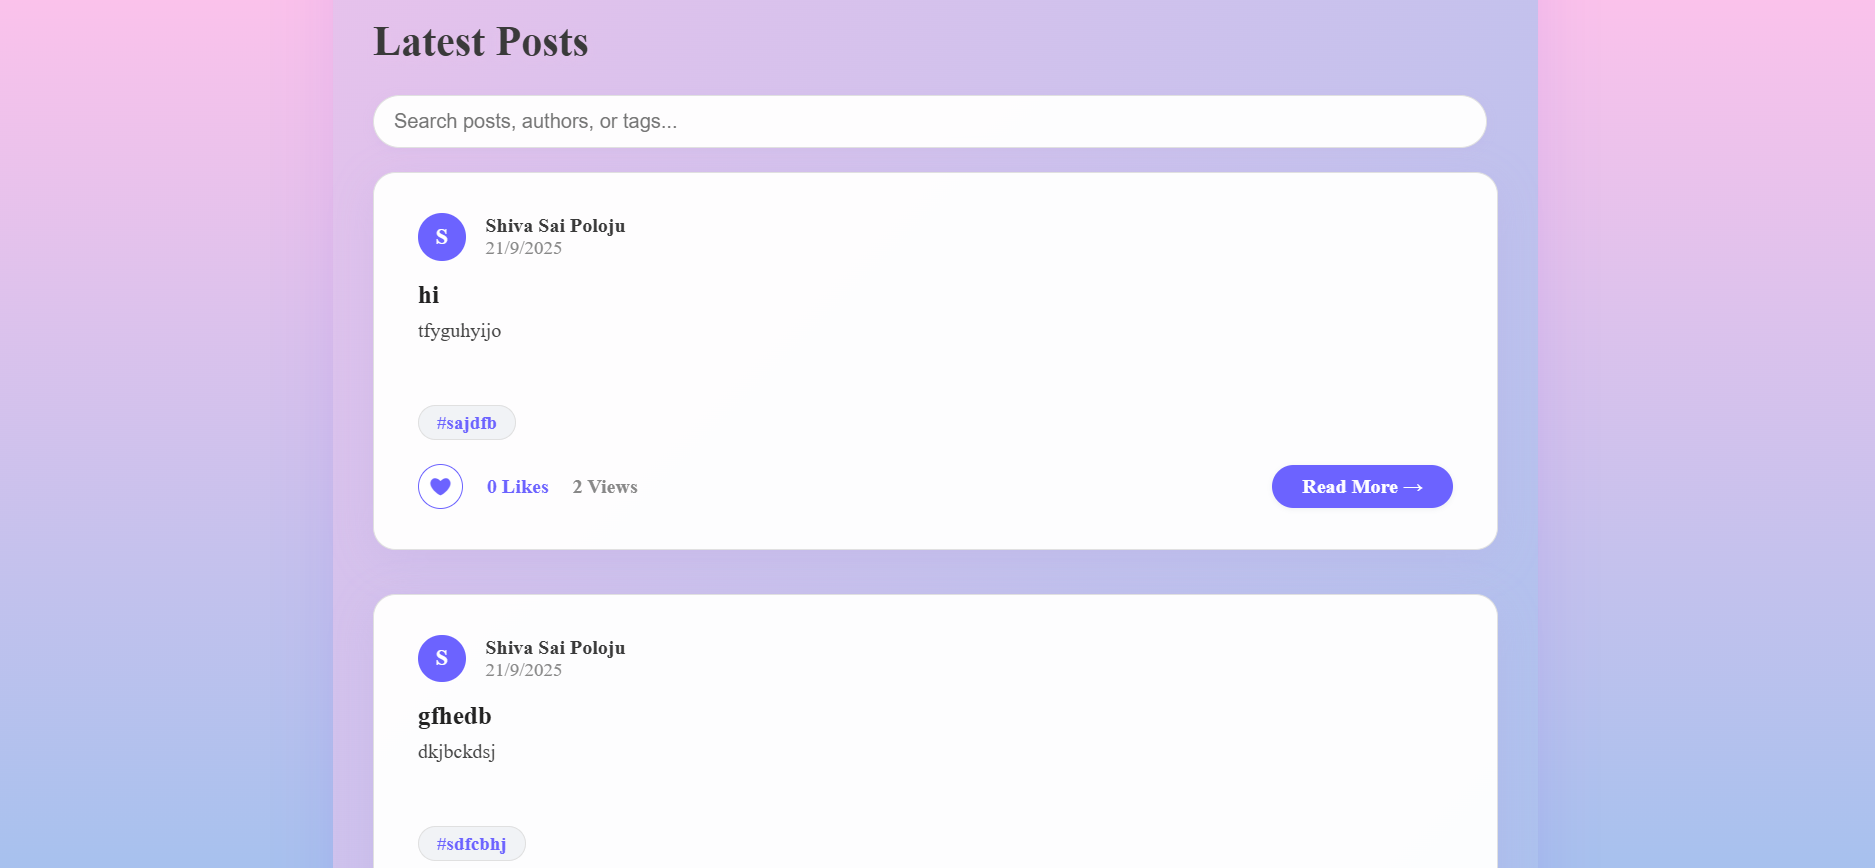 Latest Posts
Search posts, authors, or tags...
S
Shiva Sai Poloju
21/9/2025
hi
tfyguhyijo
#sajdfb
0 Likes 2 Views Read More →
S
Shiva Sai Poloju
21/9/2025
gfhedb
dkjbckdsj
#sdfcbhj